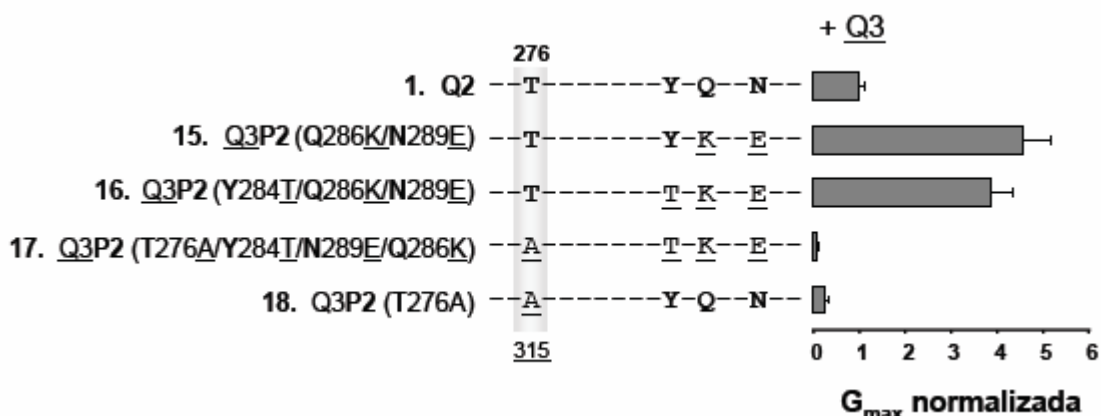 + Q3
276
1. Q2 --T---------Y-Q--N--
15. Q3P2 (Q286K/N289E) --T---------Y-K--E--
16. Q3P2 (Y284T/Q286K/N289E) --T---------T-K--E--
17. Q3P2 (T276A/Y284T/N289E/Q286K) --A---------T-K--E--
18. Q3P2 (T276A) --A---------Y-Q--N--
315
0 1 2 3 4 5 6
Gmax normalizada